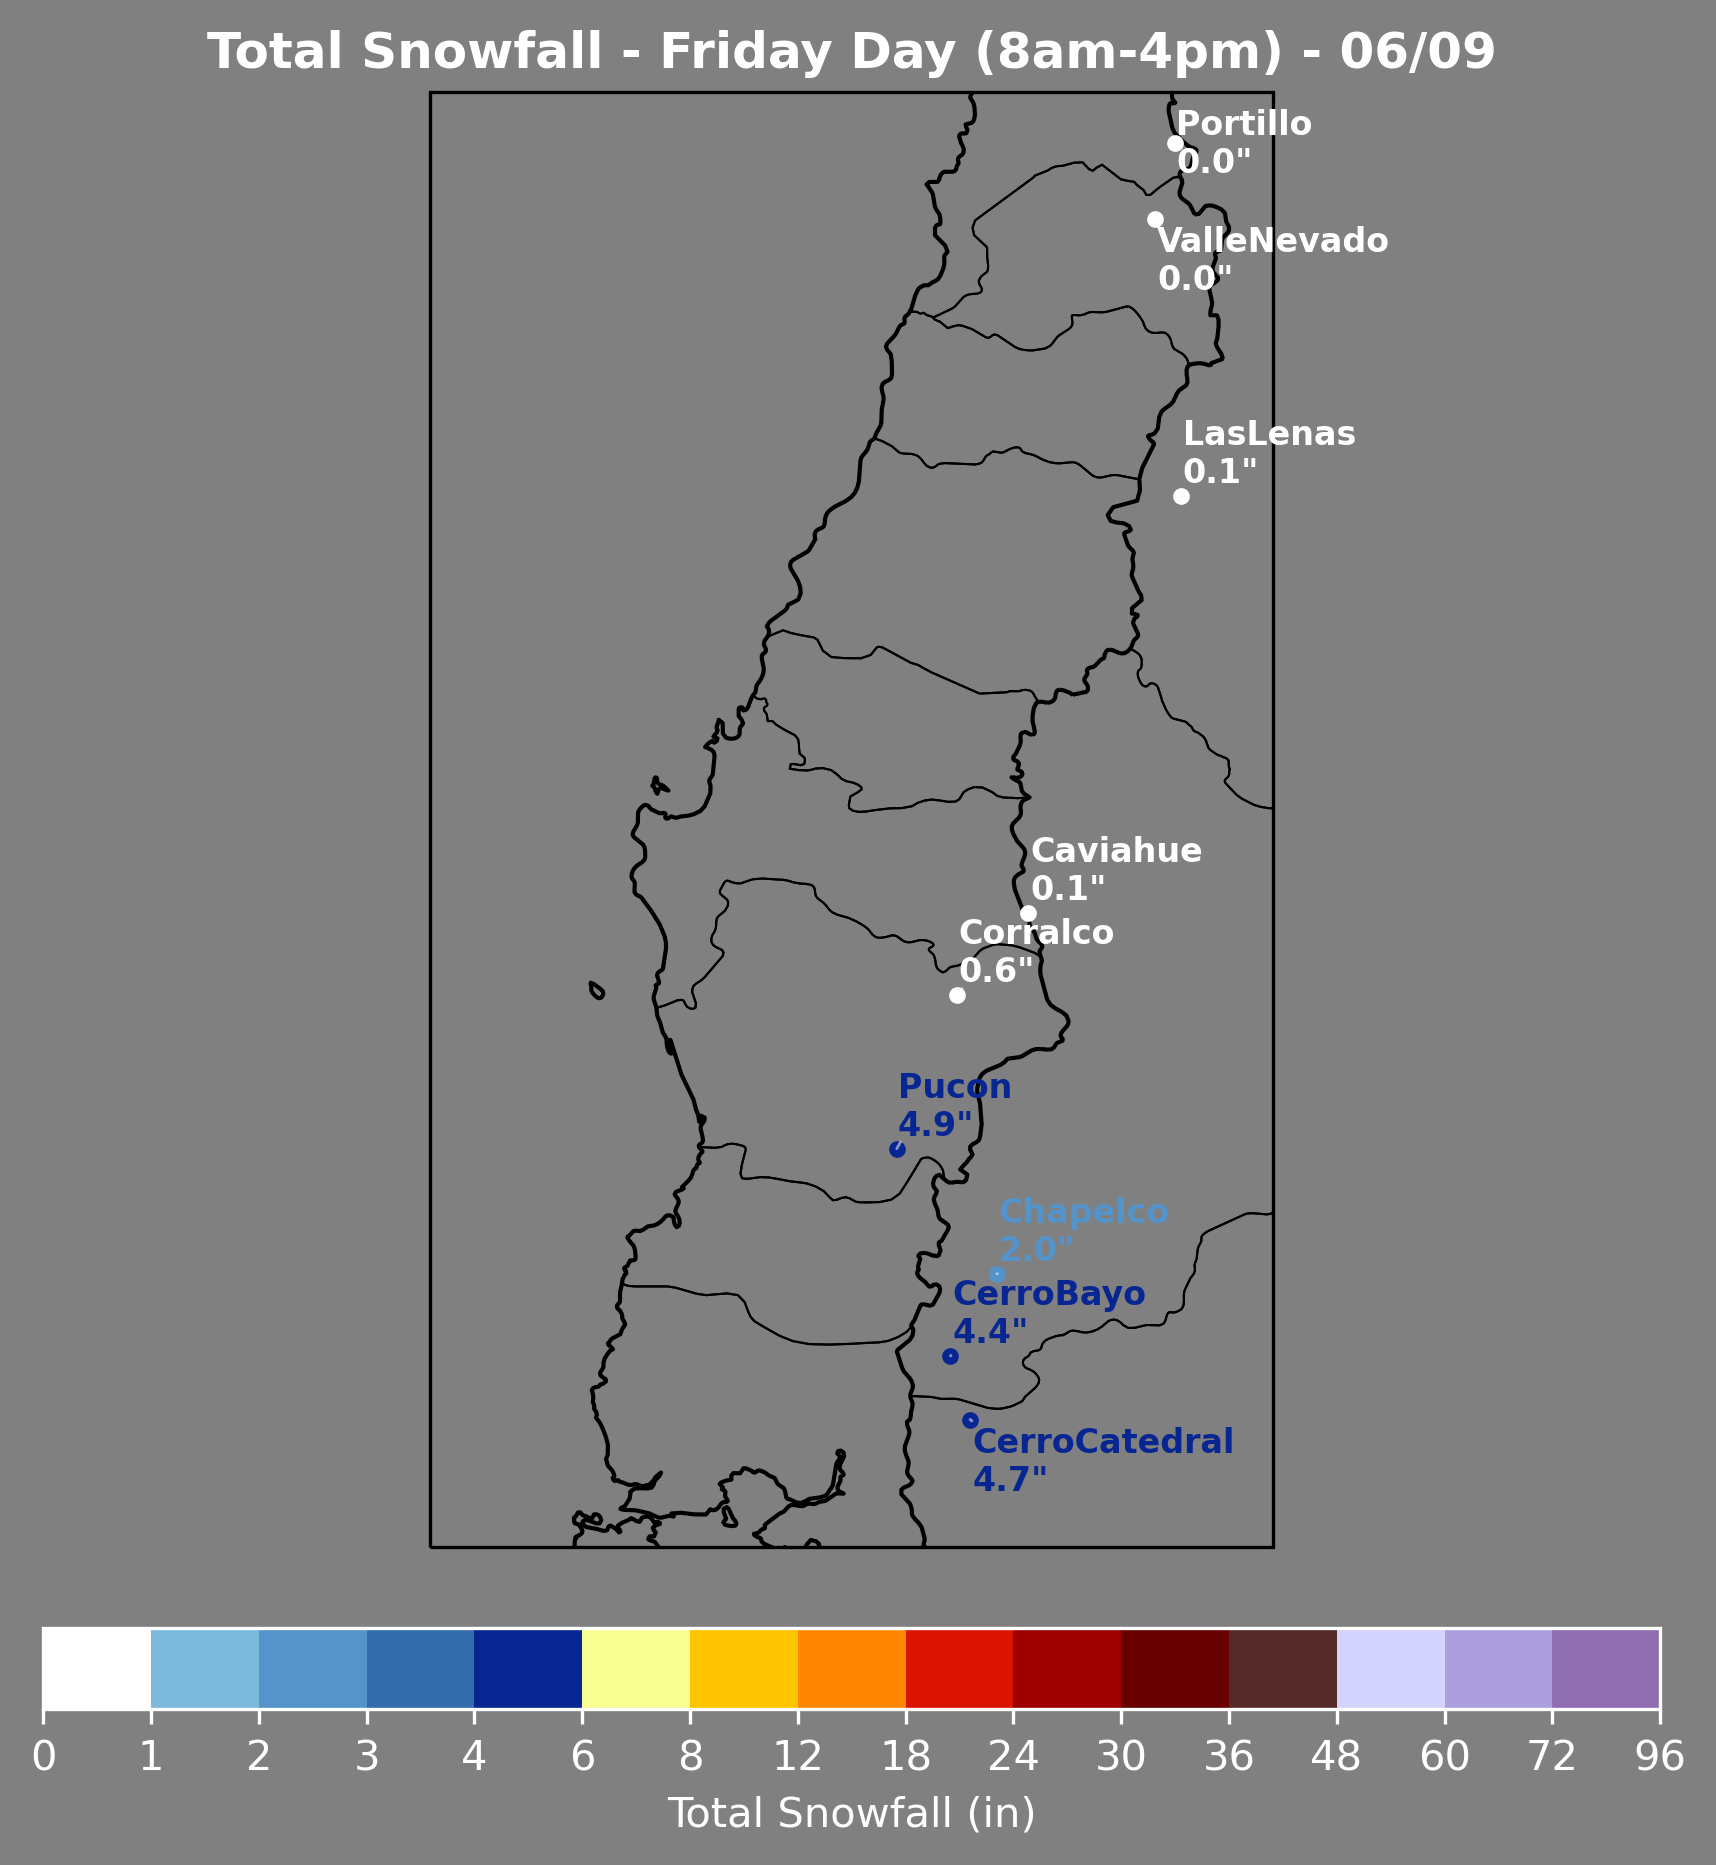 Total Snowfall - Friday Day (8am-4pm) - 06/09
Portillo
0.0"
ValleNevado
0.0"
LasLenas
0.1"
Caviahue
0.1"
Corralco
0.6"
Pucon
4.9"
Chapelco
2.0"
CerroBayo
4.4"
CerroCatedral
4.7"
0 1 2 3 4 6 8 12 18 24 30 36 48 60 72 96
Total Snowfall (in)